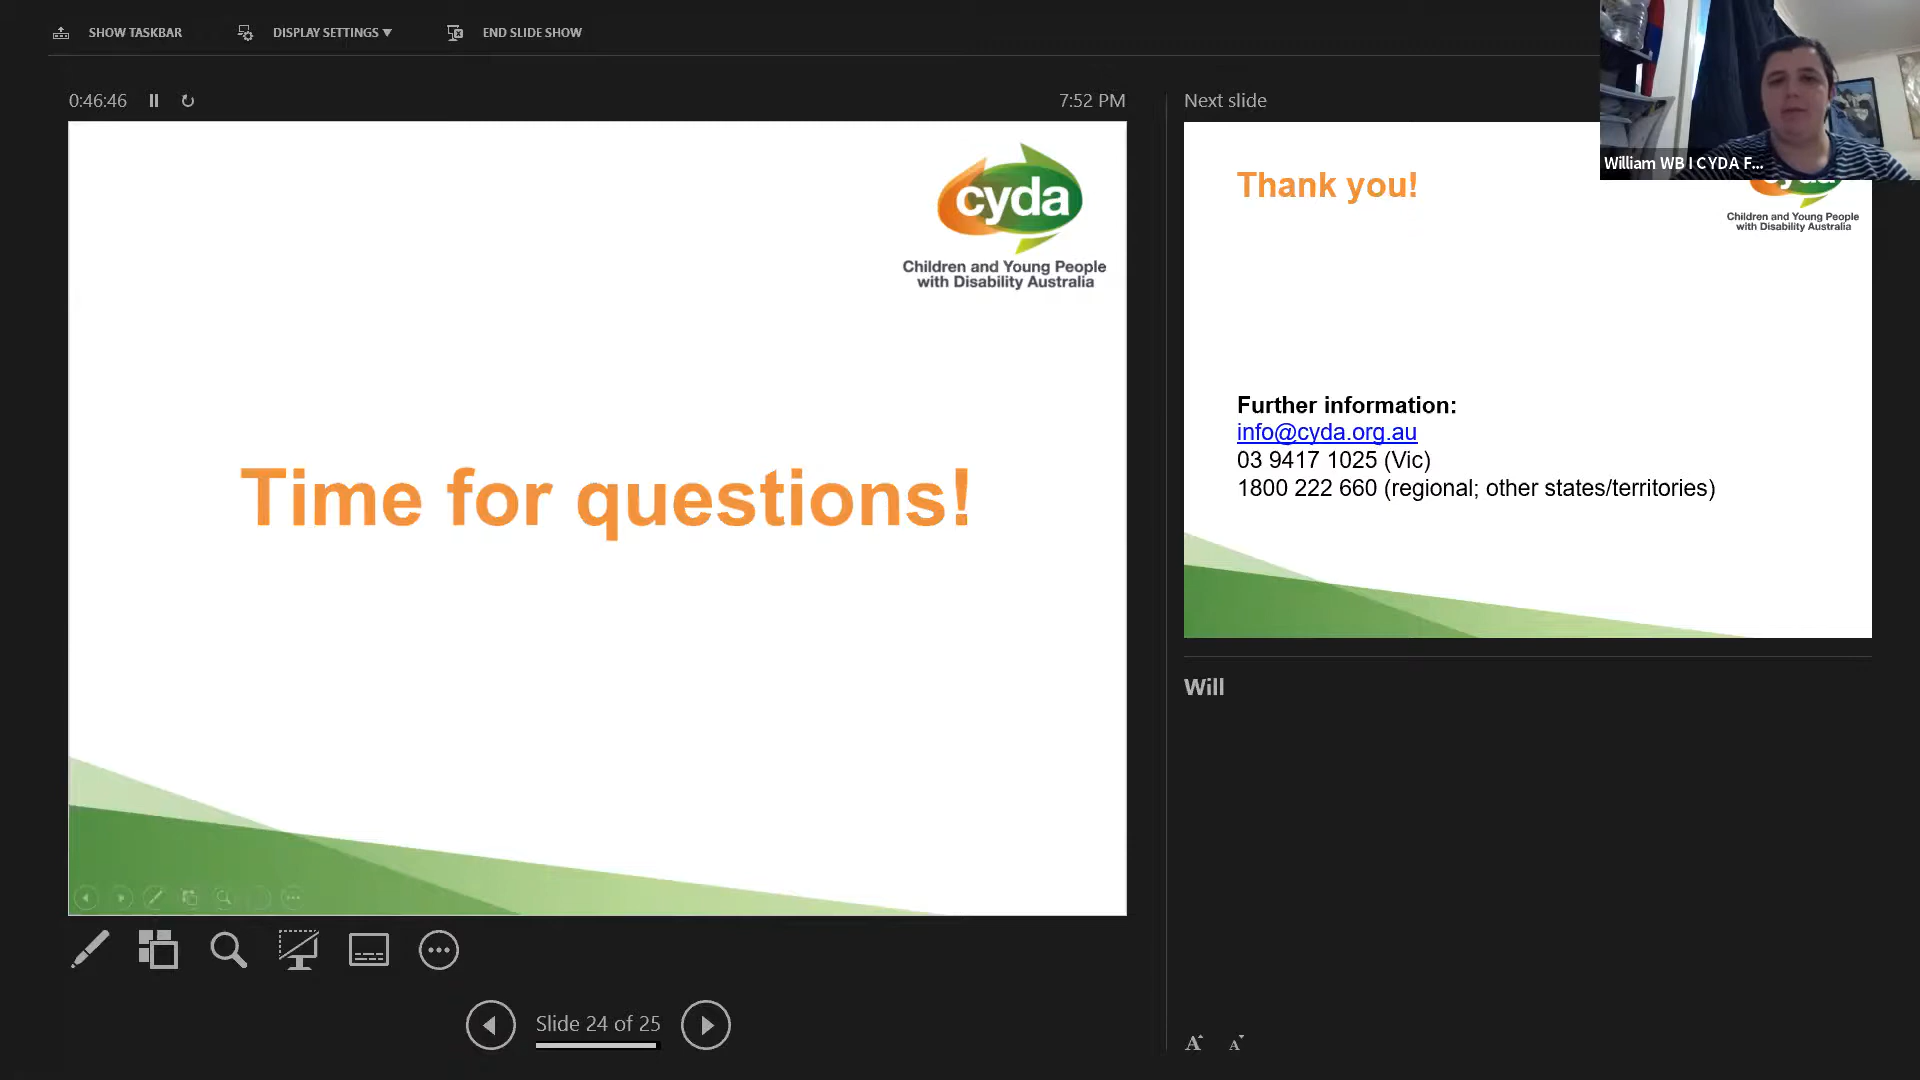 SHOW TASKBAR
DISPLAY SETTINGS
END SLIDE SHOW
0:46:46
7:52 PM
cyda
Children and Young People
with Disability Australia
Time for questions!
Slide 24 of 25
Next slide
William WB I CYDA F...
Thank you!
cyda
Children and Young People
with Disability Australia
Further information:
info@cyda.org.au
03 9417 1025 (Vic)
1800 222 660 (regional; other states/territories)
Will
A A